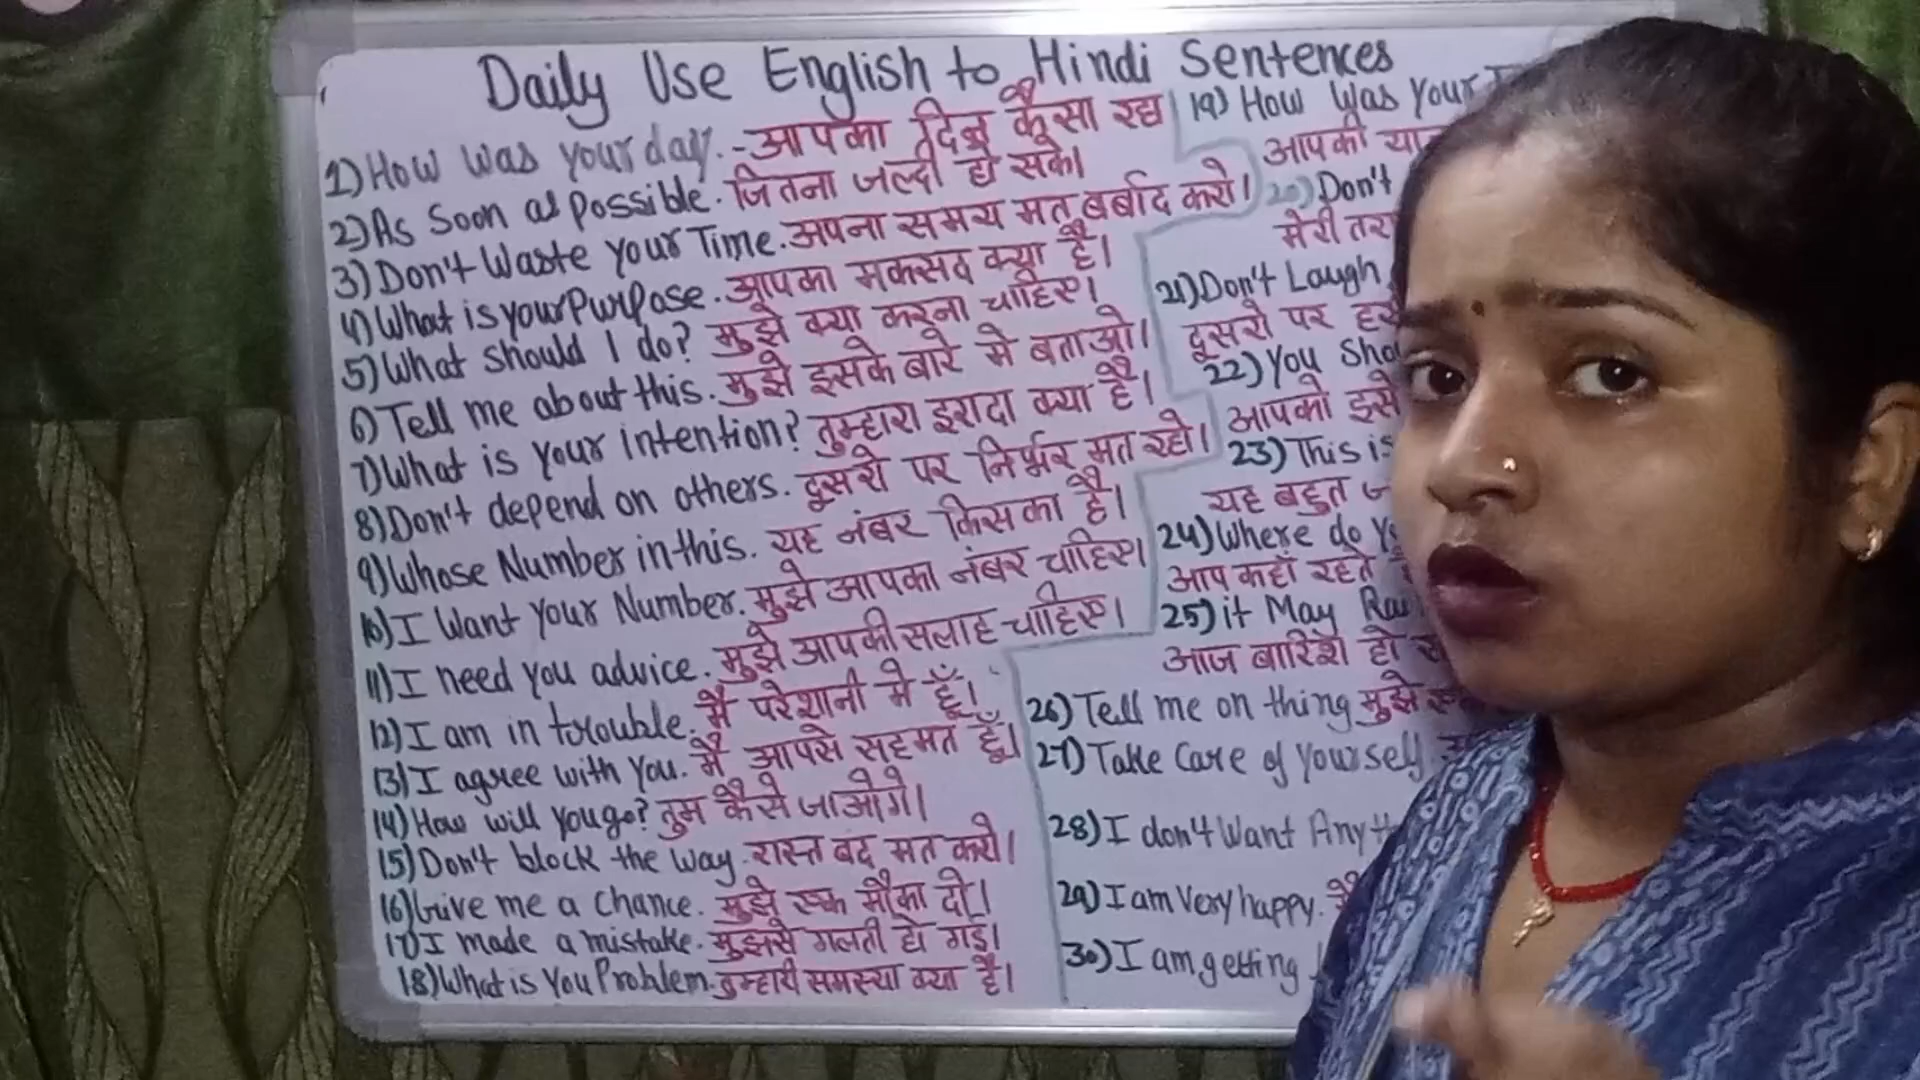 Daily Use English to Hindi Sentences
1) How was your day. - आपका दिन कैसा रहा
2) As Soon as possible. जितना जल्दी हो सके।
3) Don't Waste your Time. अपना समय मत बर्बाद करो।
4) What is your Purpose. आपका मकसद क्या है।
5) What should I do? मुझे क्या करना चाहिए।
6) Tell me about this. मुझे इसके बारे मे बताओ।
7) What is your intention? तुम्हारा इरादा क्या है।
8) Don't depend on others. दूसरो पर निर्भर मत रहो।
9) Whose Number in this. यह नंबर किसका है।
10) I Want your Number. मुझे आपका नंबर चाहिए।
11) I need you advice. मुझे आपकी सलाह चाहिए।
12) I am in trouble. मै परेशानी मे हूँ।
13) I agree with you. मै आपसे सहमत हूँ।
14) How will you go? तुम कैसे जाओगे।
15) Don't block the way. रास्त बंद मत करो।
16) Give me a Chance. मुझे एक मौका दो।
17) I made a mistake. मुझसे गलती हो गई।
18) What is You Problem. तुम्हारी समस्या क्या है।
19) How Was Your
आपकी
20) Don't
मेरी
21) Don't Laugh
दूसरो पर
22) You
आपको इसे
23) This is
यह बहुत
24) Where do
आप कहाँ रहते
25) it May
आज बारिश हो
26) Tell me on thing मुझे
27) Take Care of yourself
28) I don't Want
29) I am Very happy.
30) I am getting